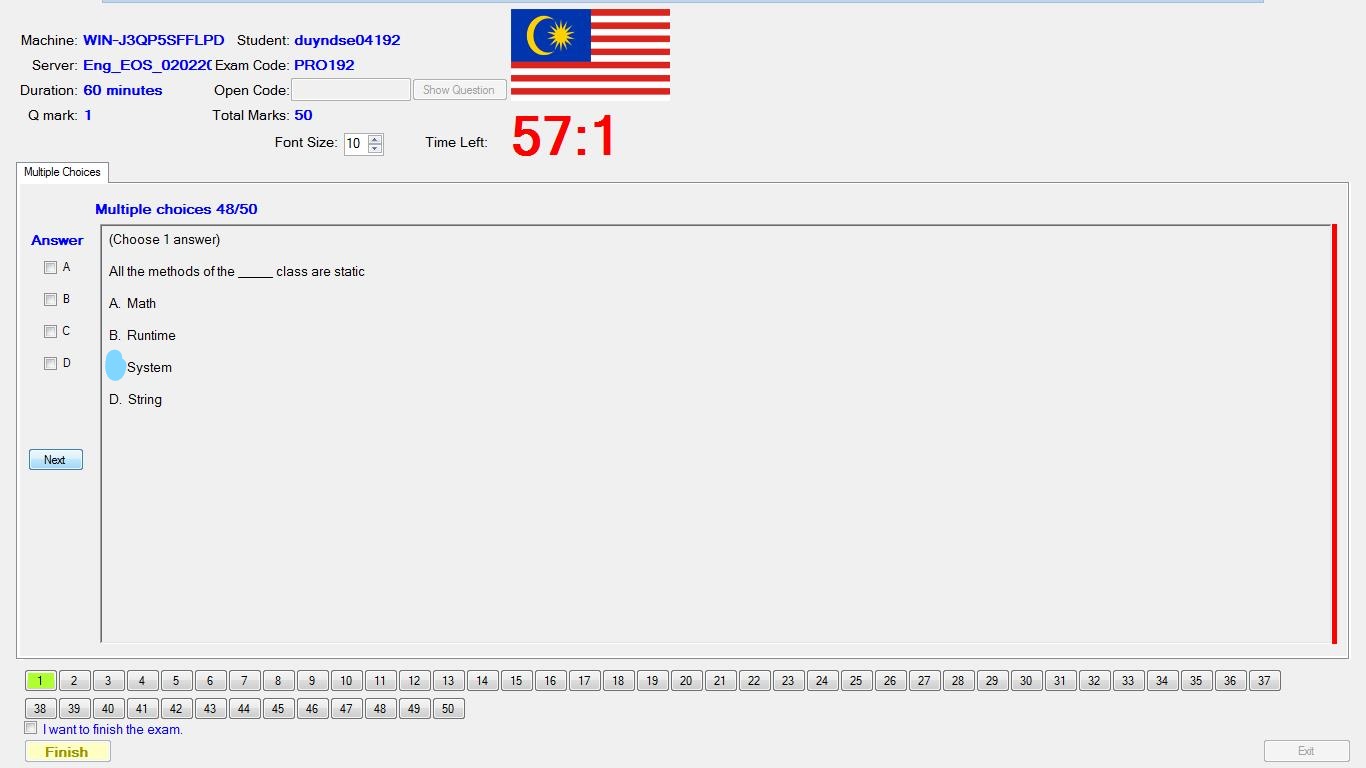 Machine: WIN-J3QP5SFFLPD Student: duyndse04192
Server: Eng_EOS_020220 Exam Code: PRO192
Duration: 60 minutes Open Code: Show Question
Q mark: 1 Total Marks: 50
Font Size: 10 Time Left: 57:1
Multiple Choices
Multiple choices 48/50
Answer
(Choose 1 answer)
A
All the methods of the _____ class are static
B
A. Math
C
B. Runtime
D
System
D. String
Next
1 2 3 4 5 6 7 8 9 10 11 12 13 14 15 16 17 18 19 20 21 22 23 24 25 26 27 28 29 30 31 32 33 34 35 36 37
38 39 40 41 42 43 44 45 46 47 48 49 50
I want to finish the exam.
Finish Exit